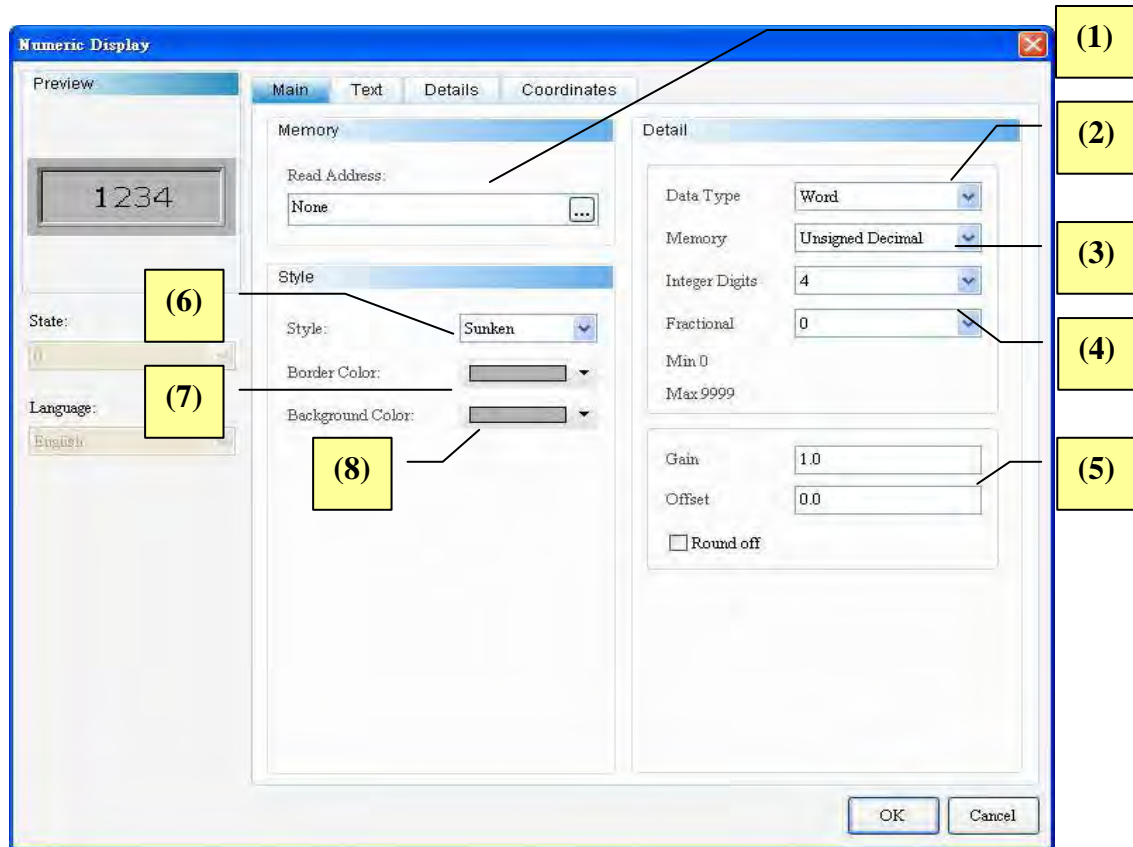 Numeric Display
(1)
Preview
Main Text Details Coordinates
Memory
Detail
(2)
Read Address:
None ...
1234
Data Type Word
Memory Unsigned Decimal
(3)
Style
Integer Digits 4
(6)
State:
0
Style: Sunken
Fractional 0
(4)
Min 0
Border Color:
Max 9999
(7)
Language:
English
Background Color:
(8)
Gain 1.0
(5)
Offset 0.0
Round off
OK Cancel